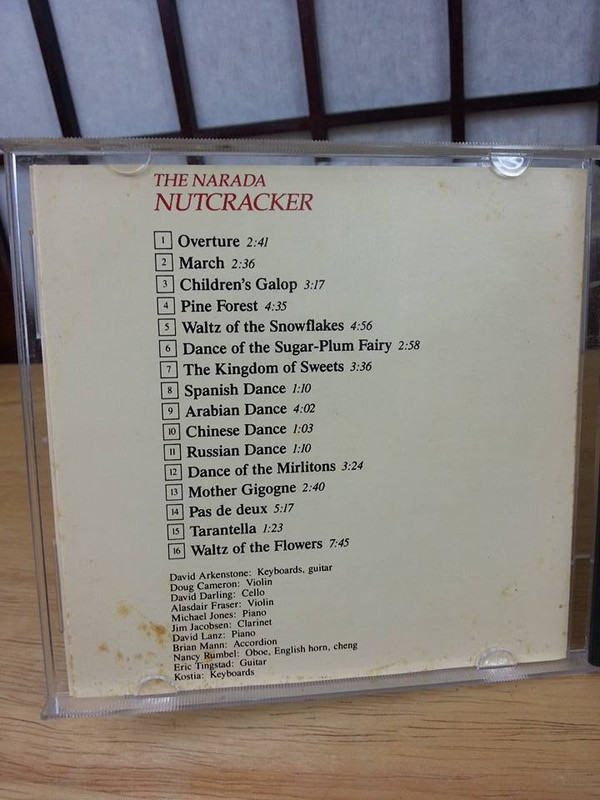 THE NARADA
NUTCRACKER
1 Overture 2:41
2 March 2:36
3 Children's Galop 3:17
4 Pine Forest 4:35
5 Waltz of the Snowflakes 4:56
6 Dance of the Sugar-Plum Fairy 2:58
7 The Kingdom of Sweets 3:36
8 Spanish Dance 1:10
9 Arabian Dance 4:02
10 Chinese Dance 1:03
11 Russian Dance 1:10
12 Dance of the Mirlitons 3:24
13 Mother Gigogne 2:40
14 Pas de deux 5:17
15 Tarantella 1:23
16 Waltz of the Flowers 7:45
David Arkenstone: Keyboards, guitar
Doug Cameron: Violin
David Darling: Cello
Alasdair Fraser: Violin
Michael Jones: Piano
Jim Jacobsen: Clarinet
David Lanz: Piano
Brian Mann: Accordion
Nancy Rumbel: Oboe, English horn, cheng
Eric Tingstad: Guitar
Kostia: Keyboards